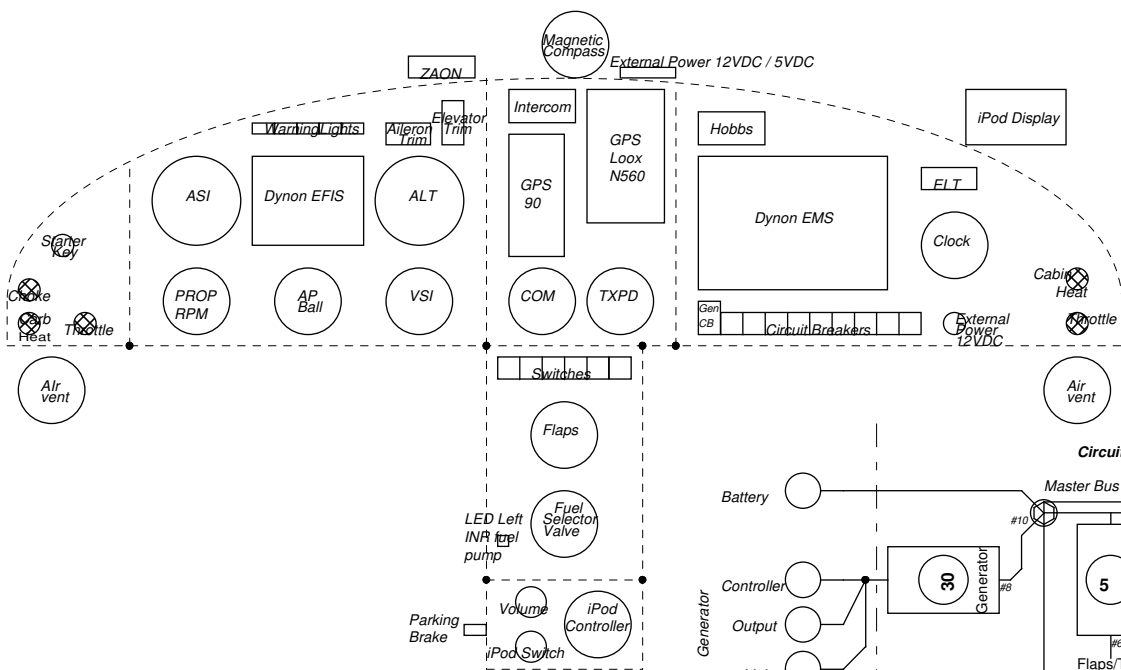 Magnetic
Compass
ZAON
External Power 12VDC / 5VDC
Intercom
Elevator
Trim
Warning Lights
Aileron
Trim
GPS
Loox
N560
Hobbs
iPod Display
ASI
Dynon EFIS
ALT
GPS
90
ELT
Dynon EMS
Starter
Key
Clock
Choke
Carb
Heat
Throttle
PROP
RPM
AP
Ball
VSI
COM
TXPD
Gen
CB
Circuit Breakers
External
Power
12VDC
Cabin
Heat
Throttle
AIr
vent
Switches
Air
vent
Flaps
Circui
Master Bus
Battery
#10
LED Left
INR fuel
pump
Fuel
Selector
Valve
30
Generator
#8
5
#6
Controller
Output
Generator
Volume
iPod
Controller
Parking
Brake
iPod Switch
Flaps/T